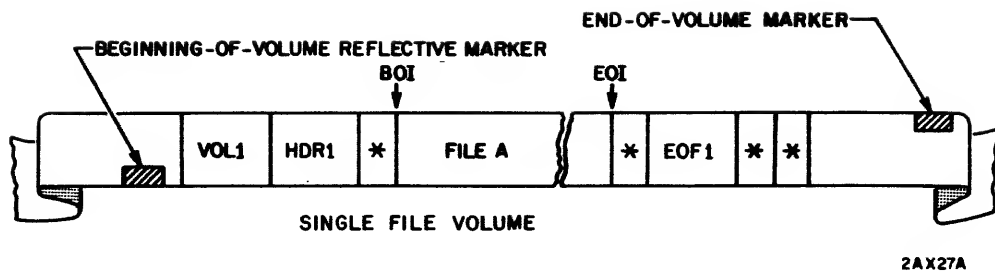 END-OF-VOLUME MARKER
BEGINNING-OF-VOLUME REFLECTIVE MARKER
BOI EOI
VOL1 HDR1 * FILE A * EOF1 * *
SINGLE FILE VOLUME
2AX27A